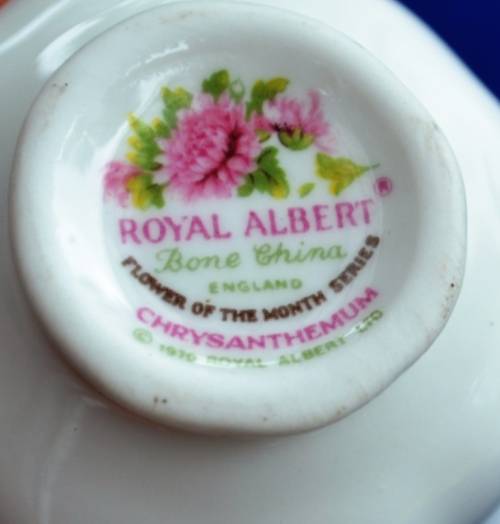 ROYAL ALBERT®
Bone China
ENGLAND
FLOWER OF THE MONTH SERIES
CHRYSANTHEMUM
© 1970 ROYAL ALBERT LTD